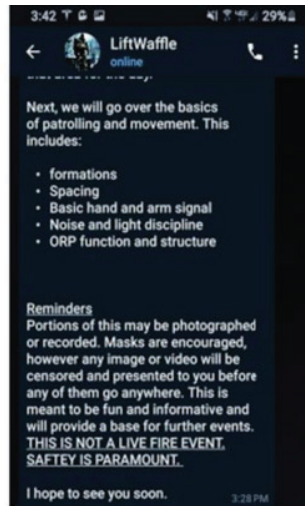 3:42
29%
LiftWaffle
online
that area for the day.
Next, we will go over the basics
of patrolling and movement. This
includes:
• formations
• Spacing
• Basic hand and arm signal
• Noise and light discipline
• ORP function and structure
Reminders
Portions of this may be photographed
or recorded. Masks are encouraged,
however any image or video will be
censored and presented to you before
any of them go anywhere. This is
meant to be fun and informative and
will provide a base for further events.
THIS IS NOT A LIVE FIRE EVENT.
SAFTEY IS PARAMOUNT.
I hope to see you soon.
3:28 PM